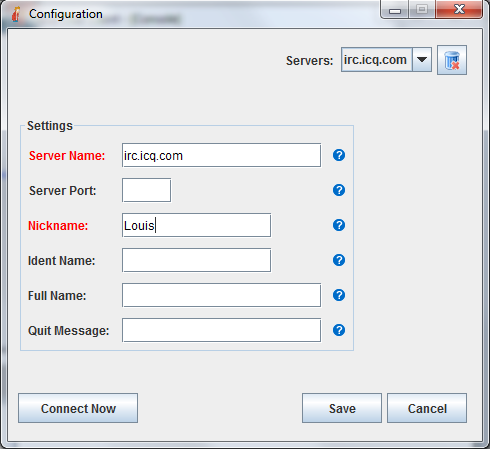 Configuration
Servers: irc.icq.com
Settings
Server Name: irc.icq.com
Server Port:
Nickname: Louis
Ident Name:
Full Name:
Quit Message:
Connect Now Save Cancel